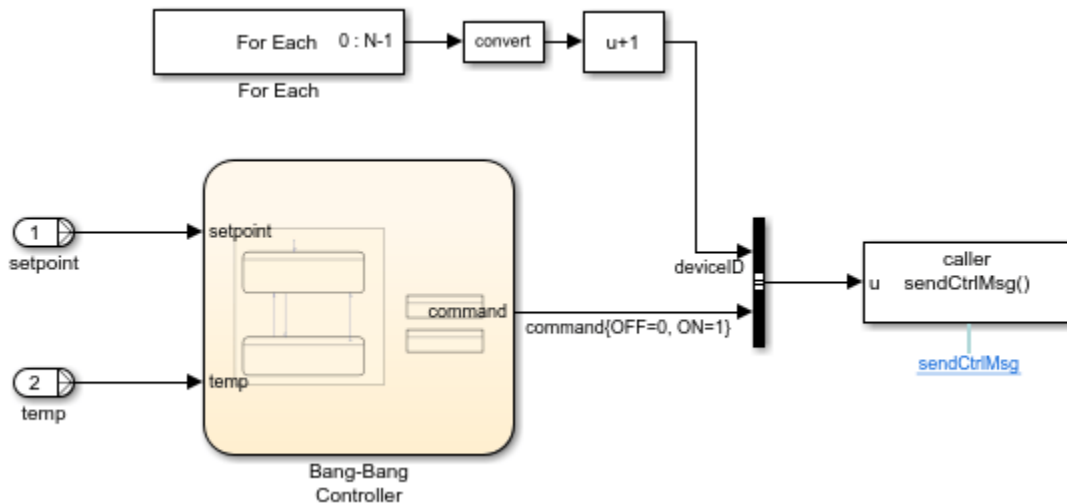 For Each 0 : N-1
For Each
convert
u+1
1
setpoint
2
temp
setpoint
temp
command
Bang-Bang
Controller
deviceID
command{OFF=0, ON=1}
caller
u sendCtrlMsg()
sendCtrlMsg